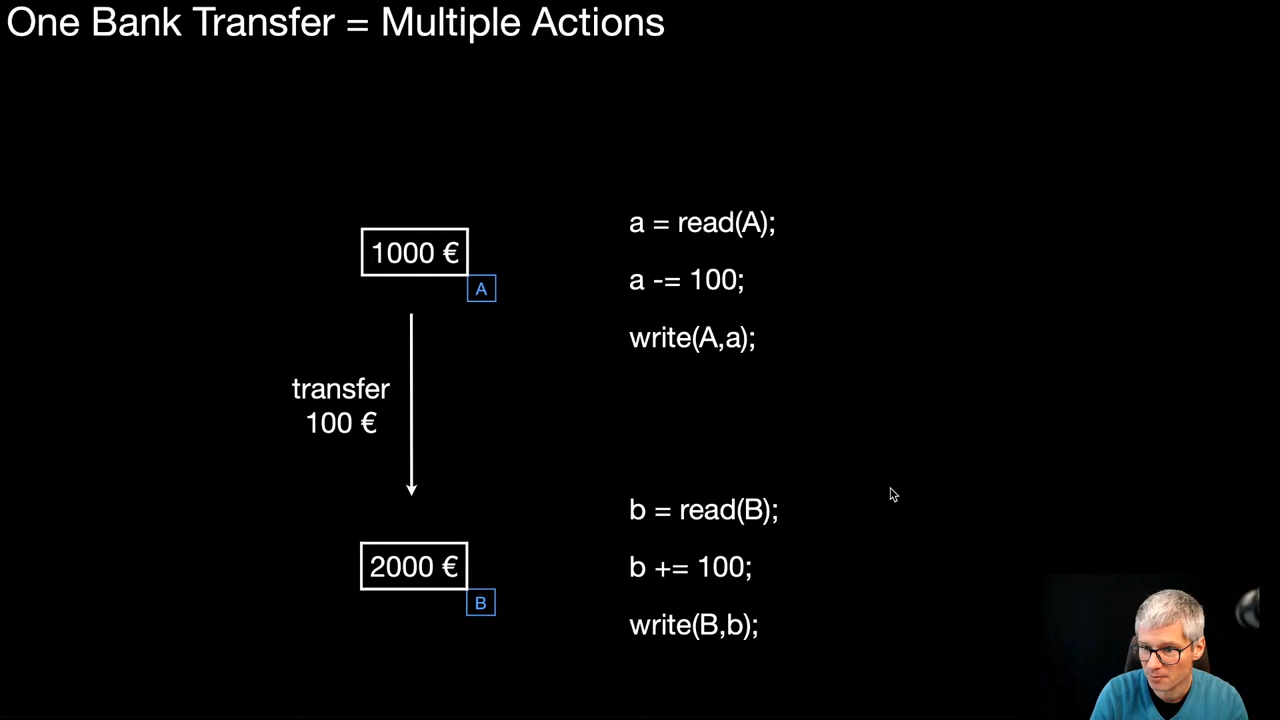 One Bank Transfer = Multiple Actions
1000 €
A
transfer
100 €
2000 €
B
a = read(A);
a -= 100;
write(A,a);
b = read(B);
b += 100;
write(B,b);